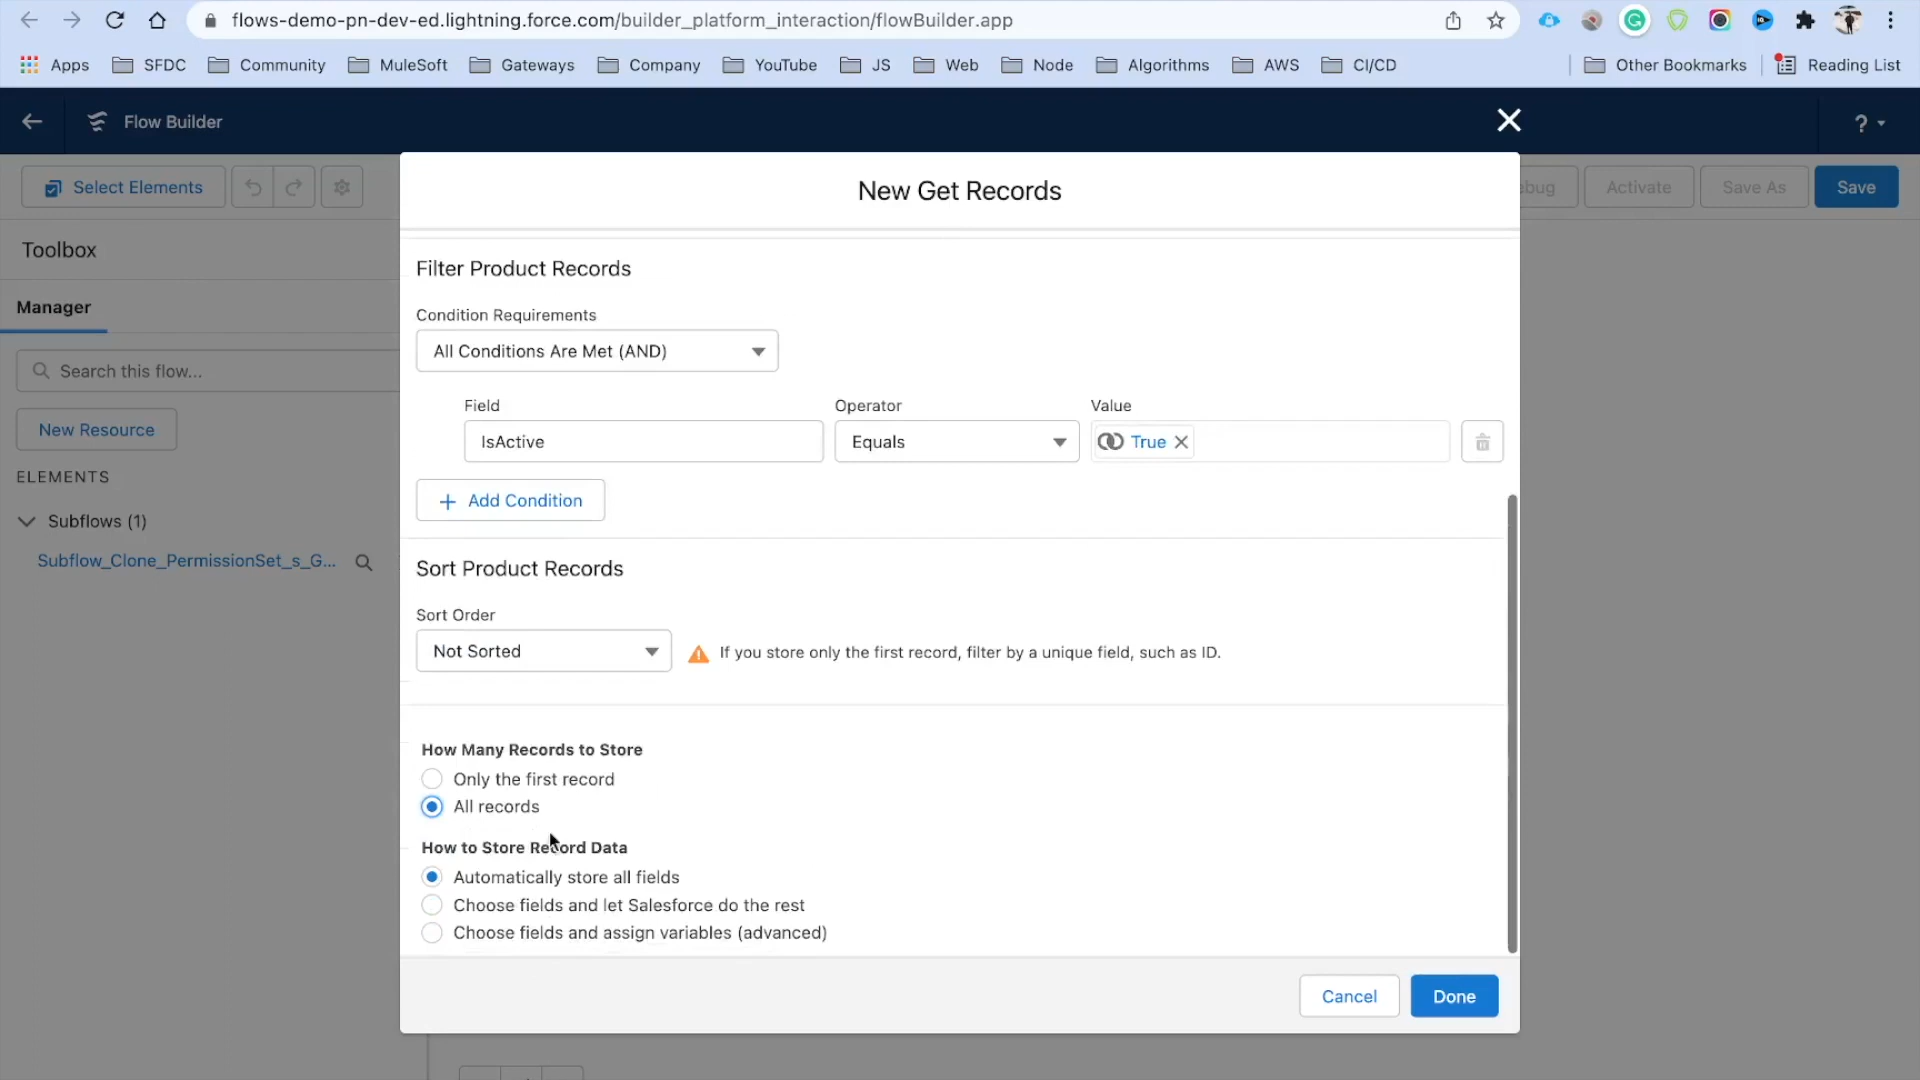 flows-demo-pn-dev-ed.lightning.force.com/builder_platform_interaction/flowBuilder.app
Apps SFDC Community MuleSoft Gateways Company YouTube JS Web Node Algorithms AWS CI/CD Other Bookmarks Reading List
Flow Builder
?
Select Elements
Activate Save As Save
New Get Records
Toolbox
Manager
Search this flow...
New Resource
ELEMENTS
Subflows (1)
Subflow_Clone_PermissionSet_s_G...
Filter Product Records
Condition Requirements
All Conditions Are Met (AND)
Field Operator Value
IsActive Equals True
+ Add Condition
Sort Product Records
Sort Order
Not Sorted If you store only the first record, filter by a unique field, such as ID.
How Many Records to Store
Only the first record
All records
How to Store Record Data
Automatically store all fields
Choose fields and let Salesforce do the rest
Choose fields and assign variables (advanced)
Cancel Done